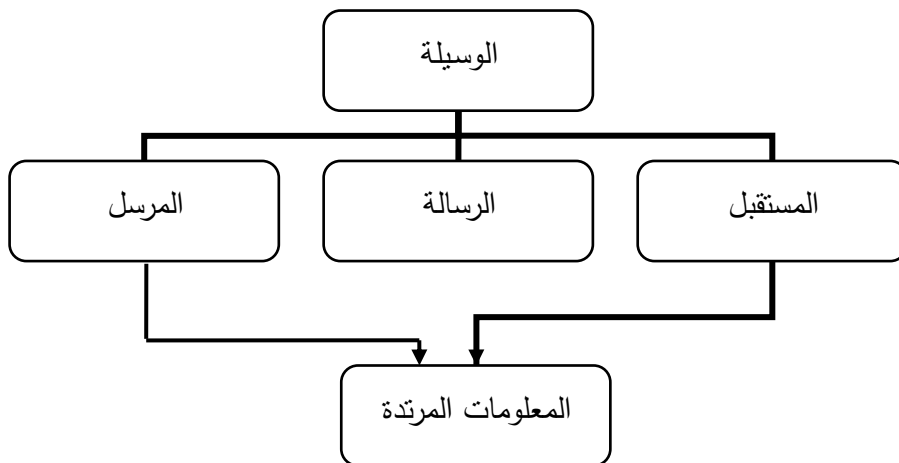 الوسيلة
المستقبل
الرسالة
المرسل
المعلومات المرتدة